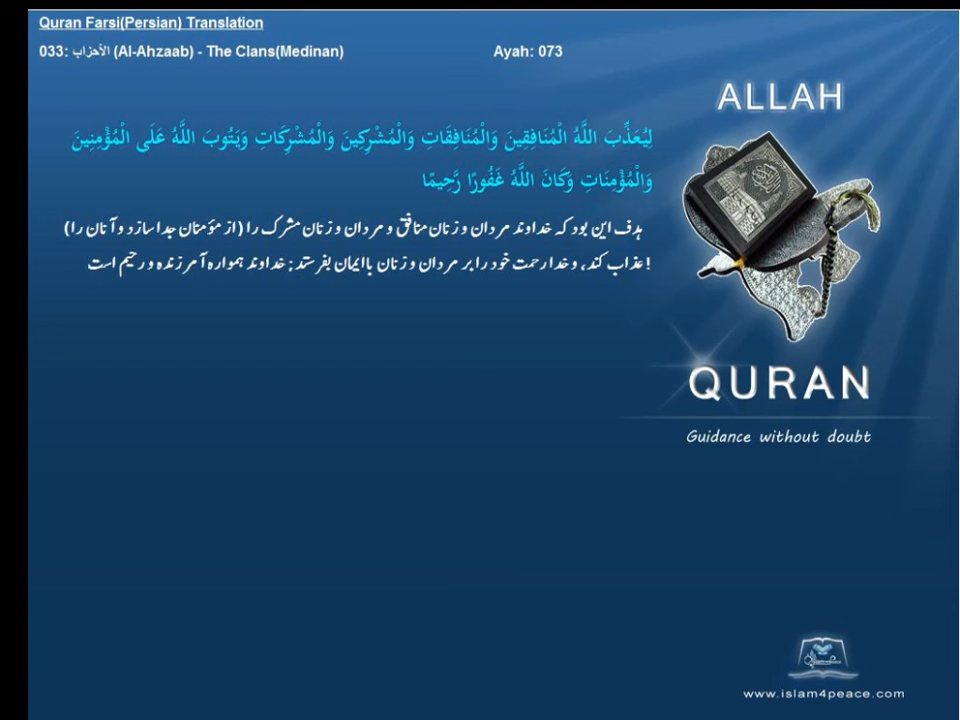 Quran Farsi(Persian) Translation
033: الأحزاب (Al-Ahzaab) - The Clans(Medinan) Ayah: 073
ALLAH
لِيُعَذِّبَ اللَّهُ الْمُنَافِقِينَ وَالْمُنَافِقَاتِ وَالْمُشْرِكِينَ وَالْمُشْرِكَاتِ وَيَتُوبَ اللَّهُ عَلَى الْمُؤْمِنِينَ
وَالْمُؤْمِنَاتِ وَكَانَ اللَّهُ غَفُورًا رَّحِيمًا
هدف این بود که خداوند مردان و زنان منافق و مردان و زنان مشرک را (از مؤمنان جدا سازد و آنان را)
عذاب کند، و خدا رحمت خود را بر مردان و زنان باایمان بفرستد; خداوند همواره آمرزنده و رحیم است!
QURAN
Guidance without doubt
www.islam4peace.com